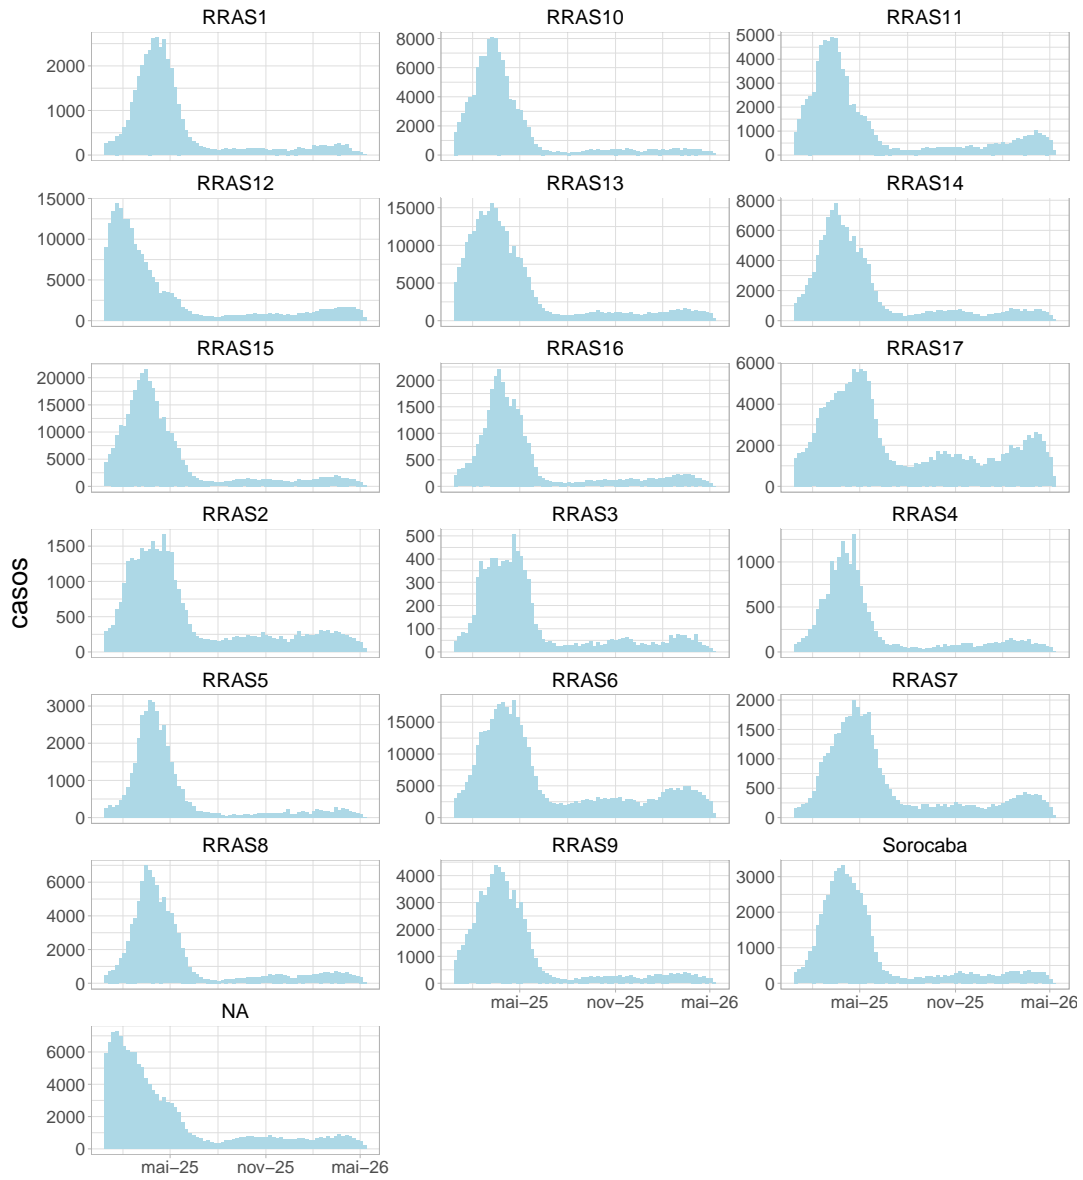 RRAS1 RRAS10 RRAS11
2000 1000 0
8000 6000 4000 2000 0
5000 4000 3000 2000 1000 0
RRAS12 RRAS13 RRAS14
15000 10000 5000 0
15000 10000 5000 0
8000 6000 4000 2000 0
RRAS15 RRAS16 RRAS17
20000 15000 10000 5000 0
2000 1500 1000 500 0
6000 4000 2000 0
casos
RRAS2 RRAS3 RRAS4
1500 1000 500 0
500 400 300 200 100 0
1000 500 0
RRAS5 RRAS6 RRAS7
3000 2000 1000 0
15000 10000 5000 0
2000 1500 1000 500 0
RRAS8 RRAS9 Sorocaba
6000 4000 2000 0
4000 3000 2000 1000 0
3000 2000 1000 0
mai−25 nov−25 mai−26 mai−25 nov−25 mai−26
NA
6000 4000 2000 0
mai−25 nov−25 mai−26